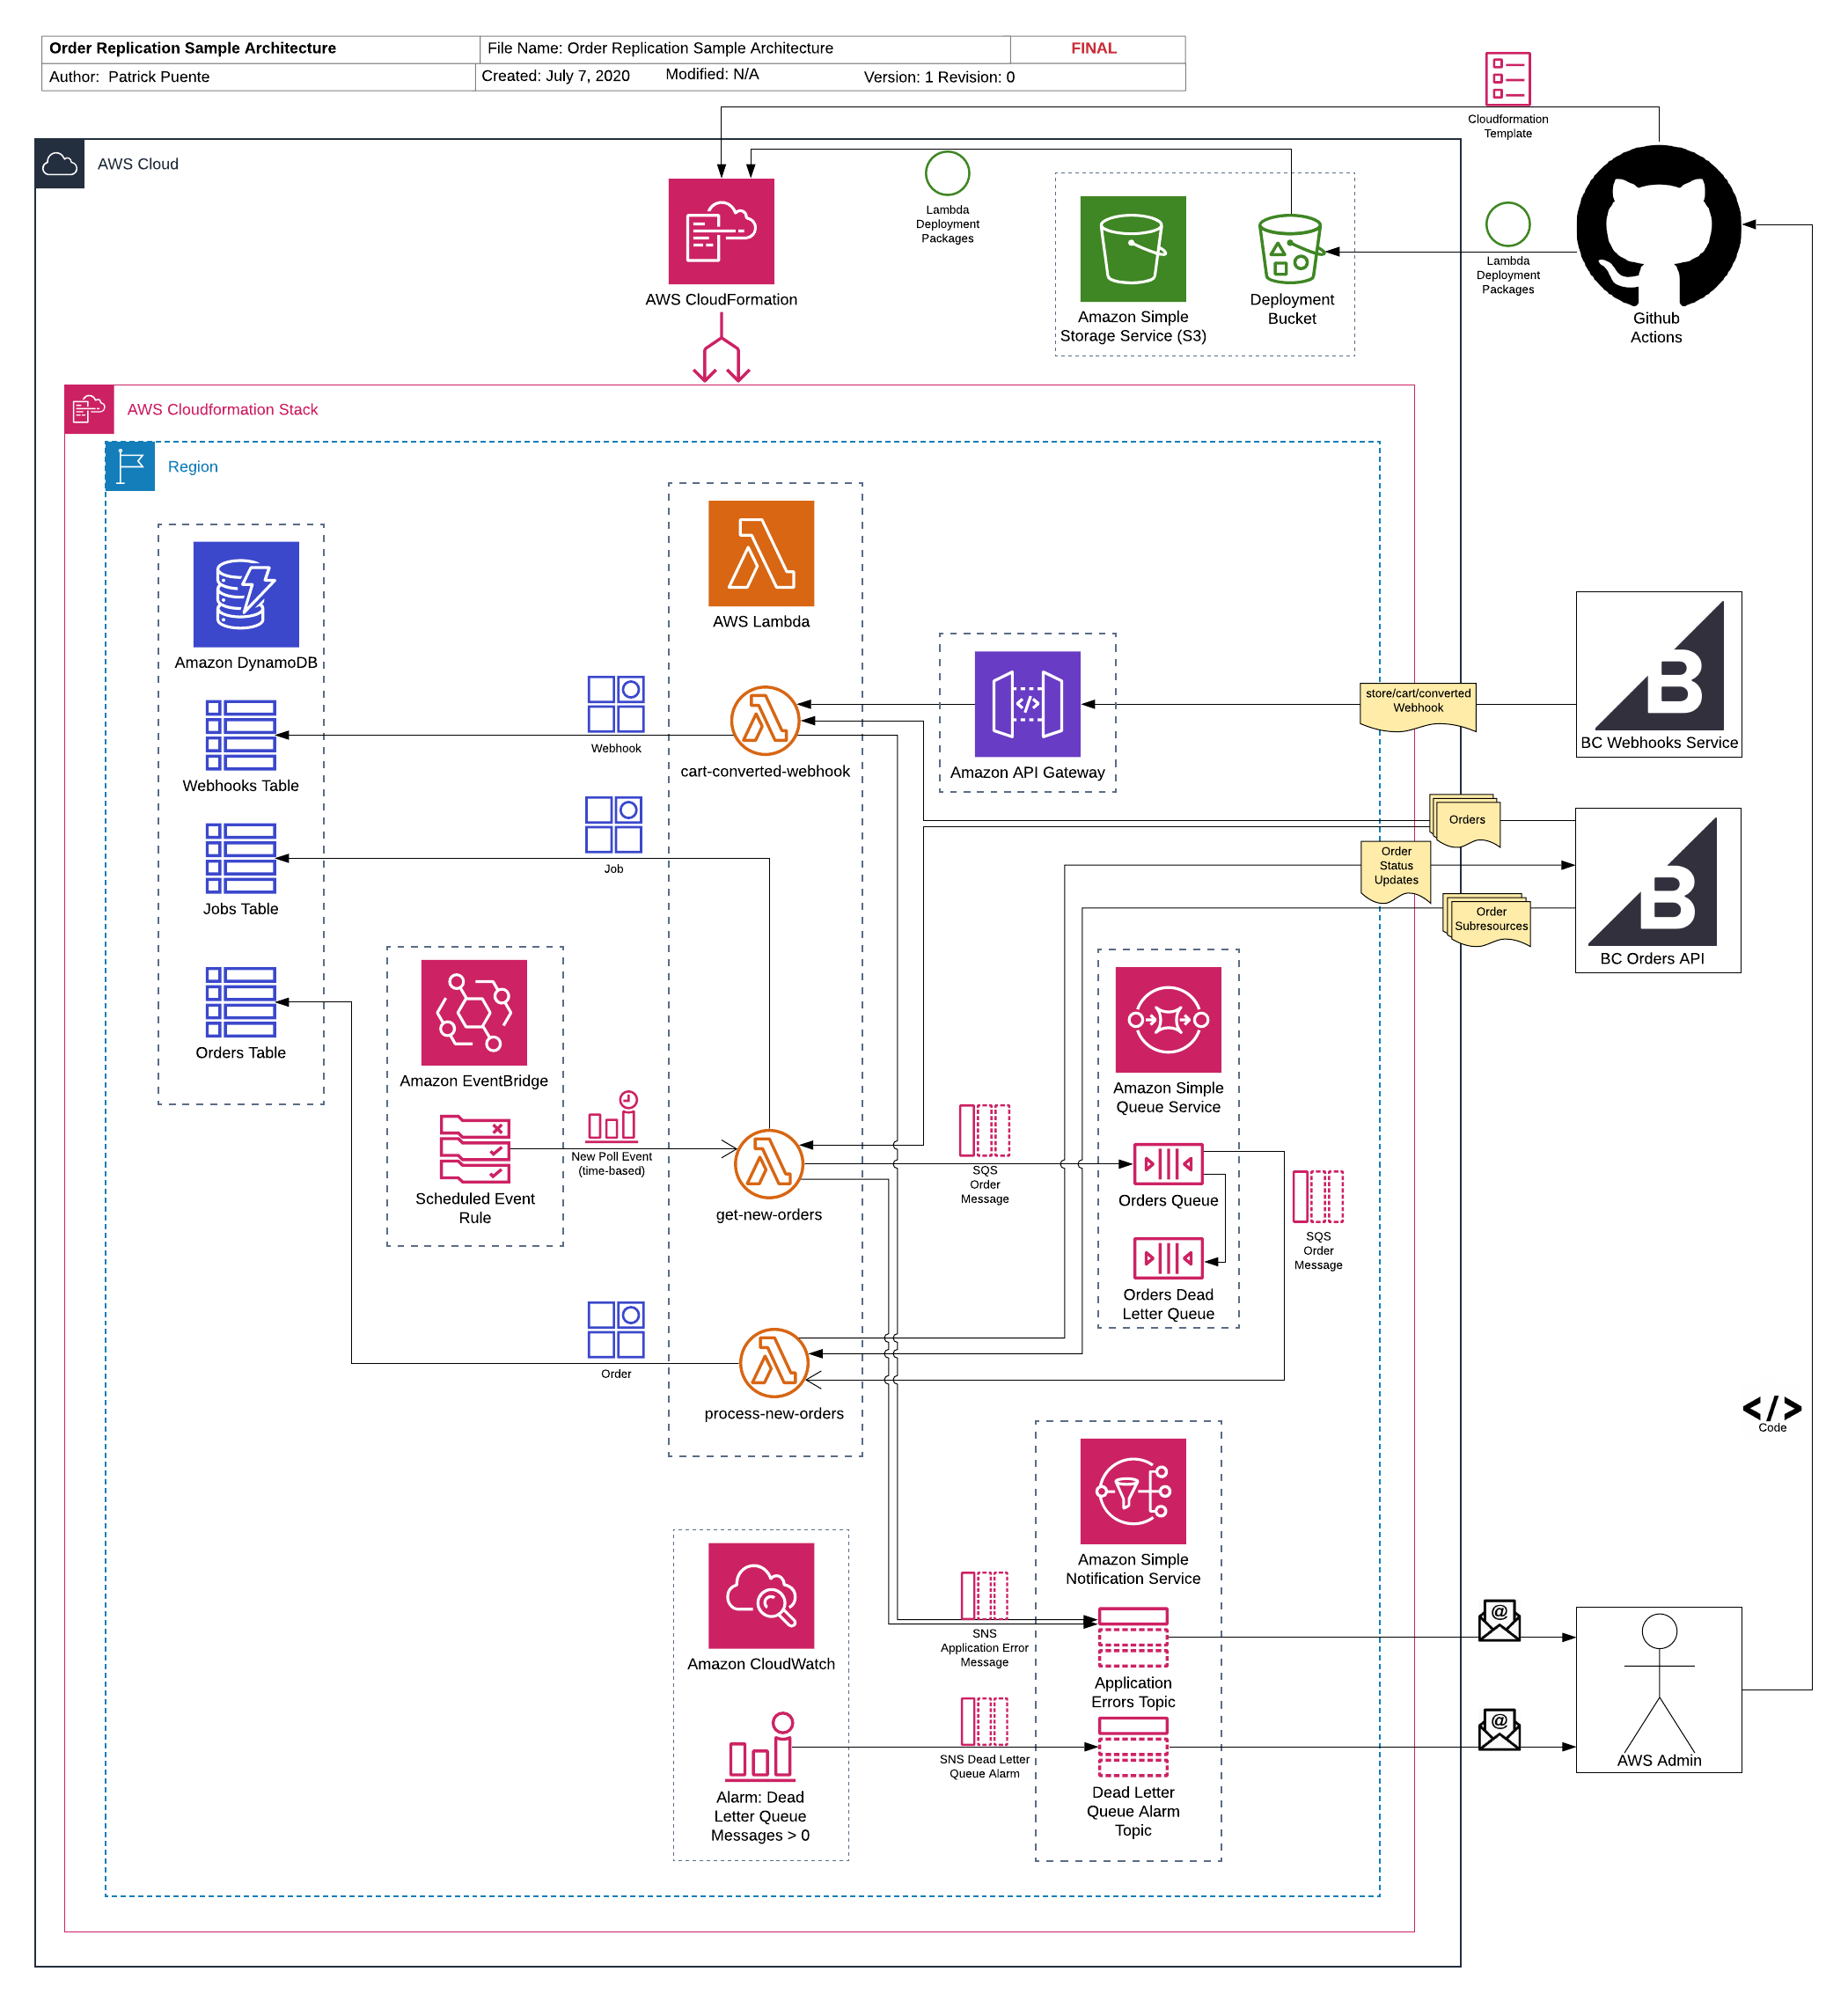 Order Replication Sample Architecture
File Name: Order Replication Sample Architecture
FINAL
Author: Patrick Puente
Created: July 7, 2020
Modified: N/A
Version: 1 Revision: 0
Cloudformation
Template
AWS Cloud
Lambda
Deployment
Packages
Lambda
Deployment
Packages
AWS CloudFormation
Amazon Simple
Storage Service (S3)
Deployment
Bucket
Github
Actions
AWS Cloudformation Stack
Region
AWS Lambda
Amazon DynamoDB
store/cart/converted
Webhook
B
BC Webhooks Service
Webhook
Webhooks Table
cart-converted-webhook
</>
Amazon API Gateway
Orders
Job
Order
Status
Updates
Order
Subresources
B
BC Orders API
Jobs Table
Orders Table
Amazon EventBridge
Amazon Simple
Queue Service
New Poll Event
(time-based)
Scheduled Event
Rule
get-new-orders
SQS
Order
Message
Orders Queue
SQS
Order
Message
Orders Dead
Letter Queue
Order
process-new-orders
</>
Code
Amazon Simple
Notification Service
Amazon CloudWatch
SNS
Application Error
Message
Application
Errors Topic
@
SNS Dead Letter
Queue Alarm
@
AWS Admin
Alarm: Dead
Letter Queue
Messages > 0
Dead Letter
Queue Alarm
Topic